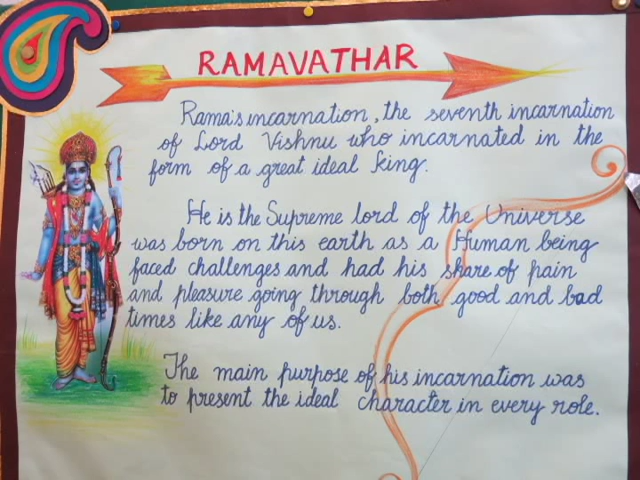 RAMAVATHAR
Rama's incarnation, the seventh incarnation
of Lord Vishnu who incarnated in the
form of a great ideal king.
He is the Supreme lord of the Universe
was born on this earth as a Human being
faced challenges and had his share of pain
and pleasure going through both good and bad
times like any of us.
The main purpose of his incarnation was
to present the ideal character in every role.